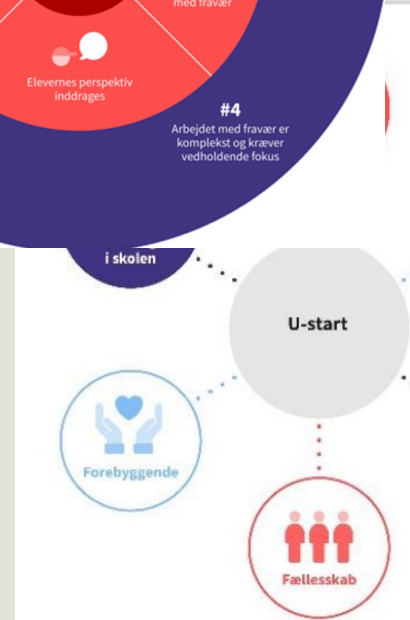 med fravær
Elevernes perspektiv
inddrages
#4
Arbejdet med fravær er
komplekst og kræver
vedholdende fokus
i skolen
U-start
Forebyggende
Fællesskab